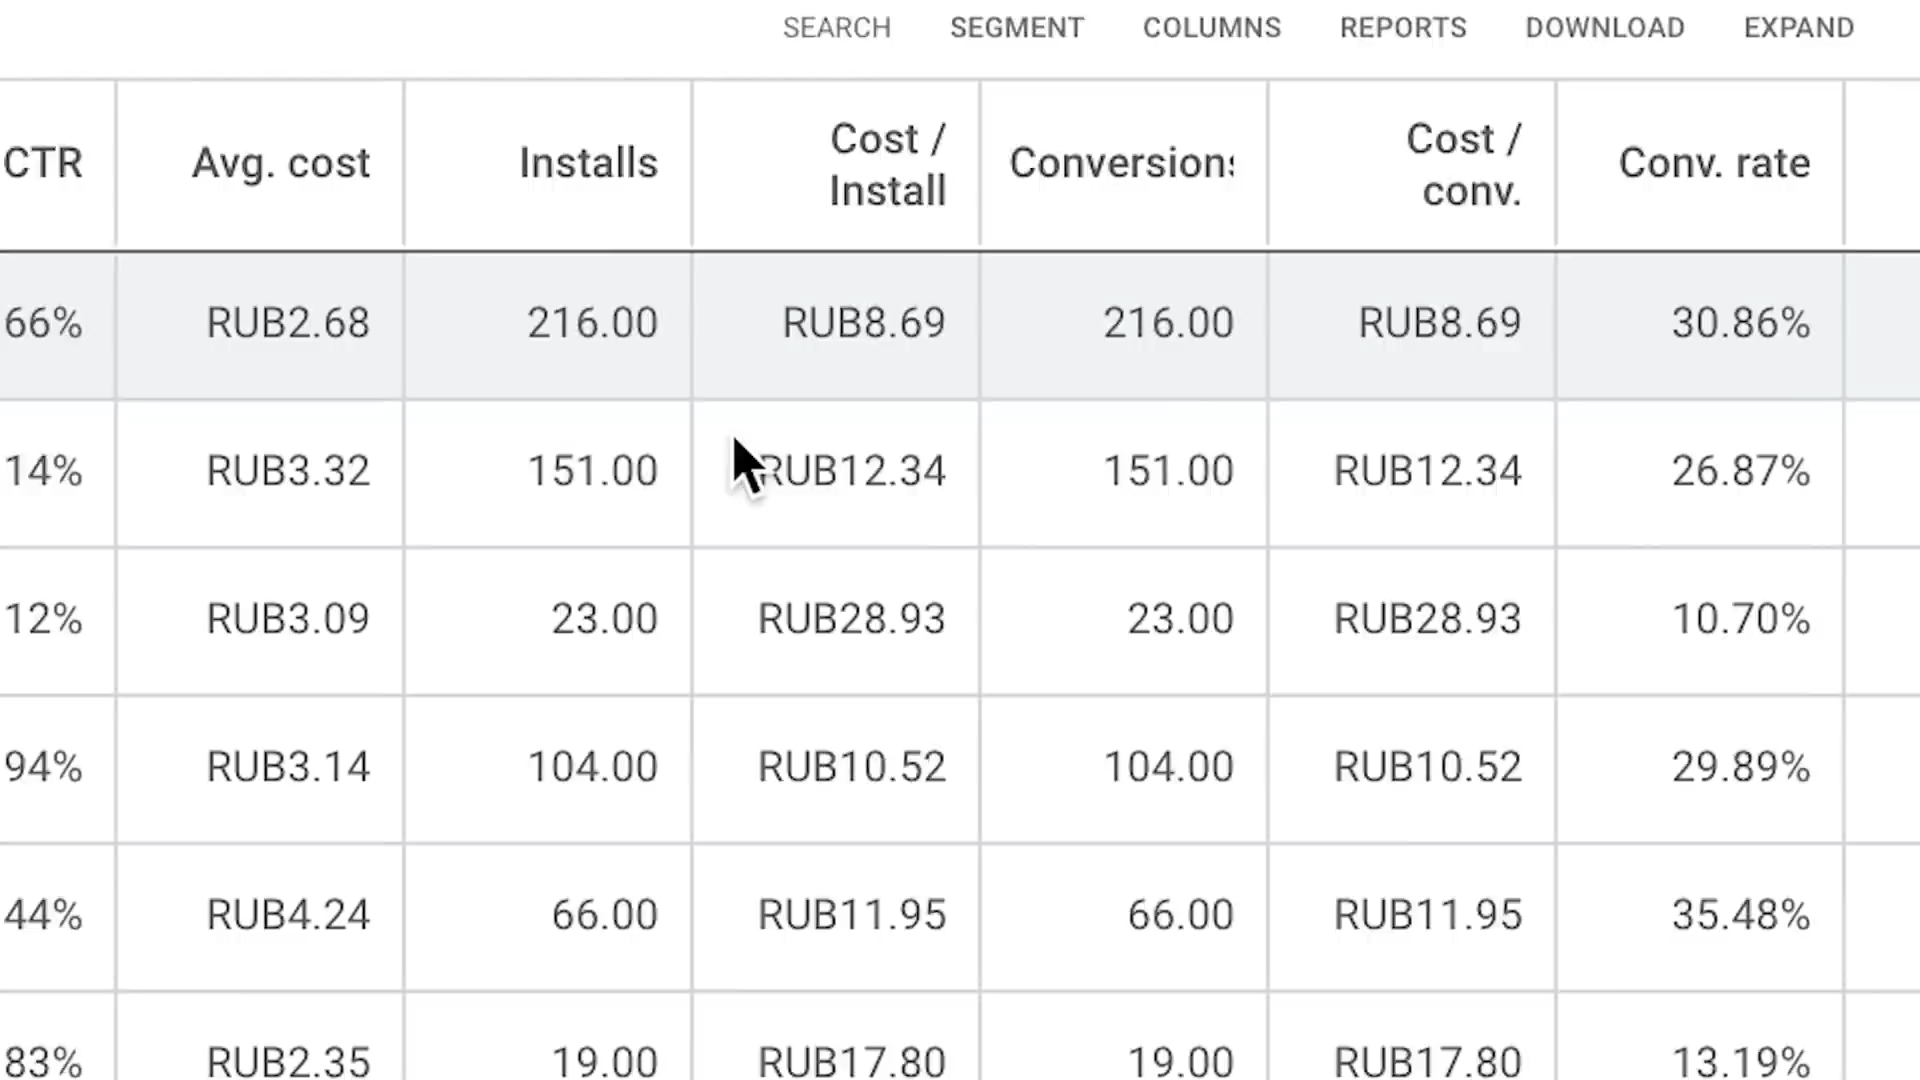 SEARCH SEGMENT COLUMNS REPORTS DOWNLOAD EXPAND
CTR Avg. cost Installs Cost / Install Conversions Cost / conv. Conv. rate
66% RUB2.68 216.00 RUB8.69 216.00 RUB8.69 30.86%
14% RUB3.32 151.00 RUB12.34 151.00 RUB12.34 26.87%
12% RUB3.09 23.00 RUB28.93 23.00 RUB28.93 10.70%
94% RUB3.14 104.00 RUB10.52 104.00 RUB10.52 29.89%
44% RUB4.24 66.00 RUB11.95 66.00 RUB11.95 35.48%
83% RUB2.35 19.00 RUB17.80 19.00 RUB17.80 13.19%